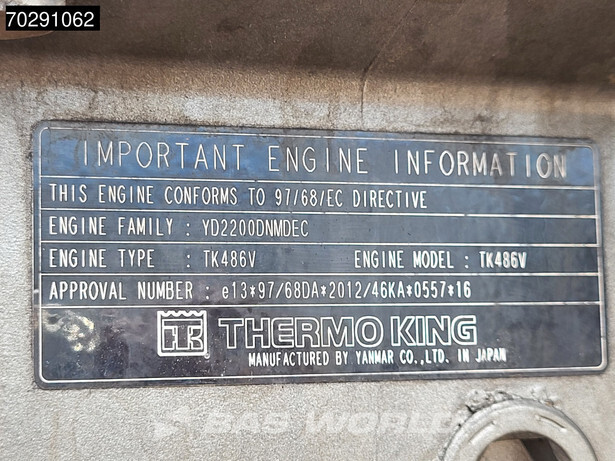 70291062
IMPORTANT ENGINE INFORMATION
THIS ENGINE CONFORMS TO 97/68/EC DIRECTIVE
ENGINE FAMILY : YD2200DNMDEC
ENGINE TYPE : TK486V ENGINE MODEL : TK486V
APPROVAL NUMBER : e13*97/68DA*2012/46KA*0557*16
TK THERMO KING
MANUFACTURED BY YANMAR CO.,LTD. IN JAPAN
BAS WORLD